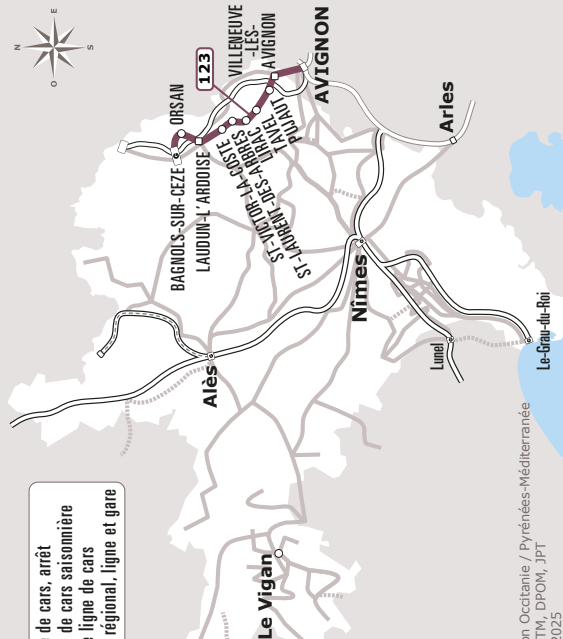 N
E
S
O
BAGNOLS-SUR-CEZE
ORSAN
LAUDUN-L'ARDOISE
ST-VICTOR-LA-COSTE
ST-LAURENT-DES-ARBRES
LIRAC
TAVEL
PUJAUT
123
VILLENEUVE
-LES-
AVIGNON
AVIGNON
Arles
Alès
Nîmes
Lunel
Le-Grau-du-Roi
Le Vigan
de cars, arrêt
de cars saisonnière
ligne de cars
régional, ligne et gare
on Occitanie / Pyrénées-Méditerranée
TM, DPOM, JPT
2025